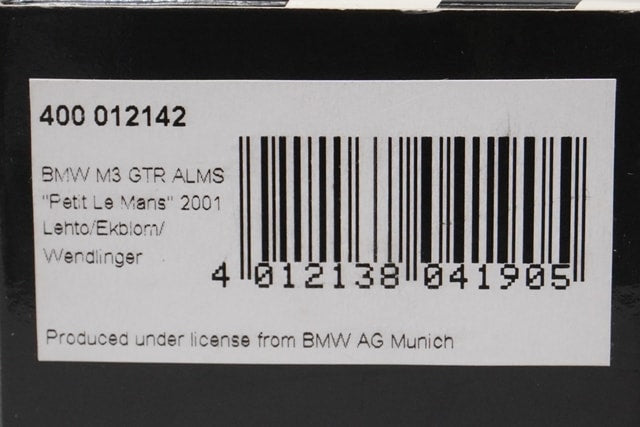 400 012142
BMW M3 GTR ALMS
"Petit Le Mans" 2001
Lehto/Ekblom/
Wendlinger
4 012138 041905
Produced under license from BMW AG Munich